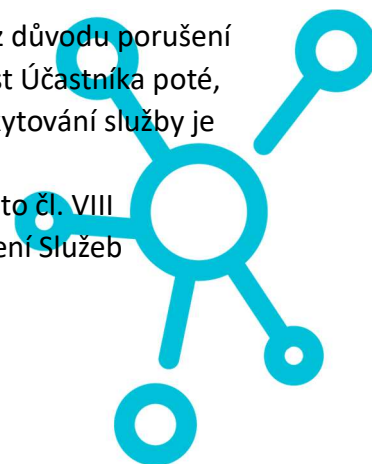 z důvodu porušení
st Účastníka poté,
ytování služby je
to čl. VIII
ení Služeb